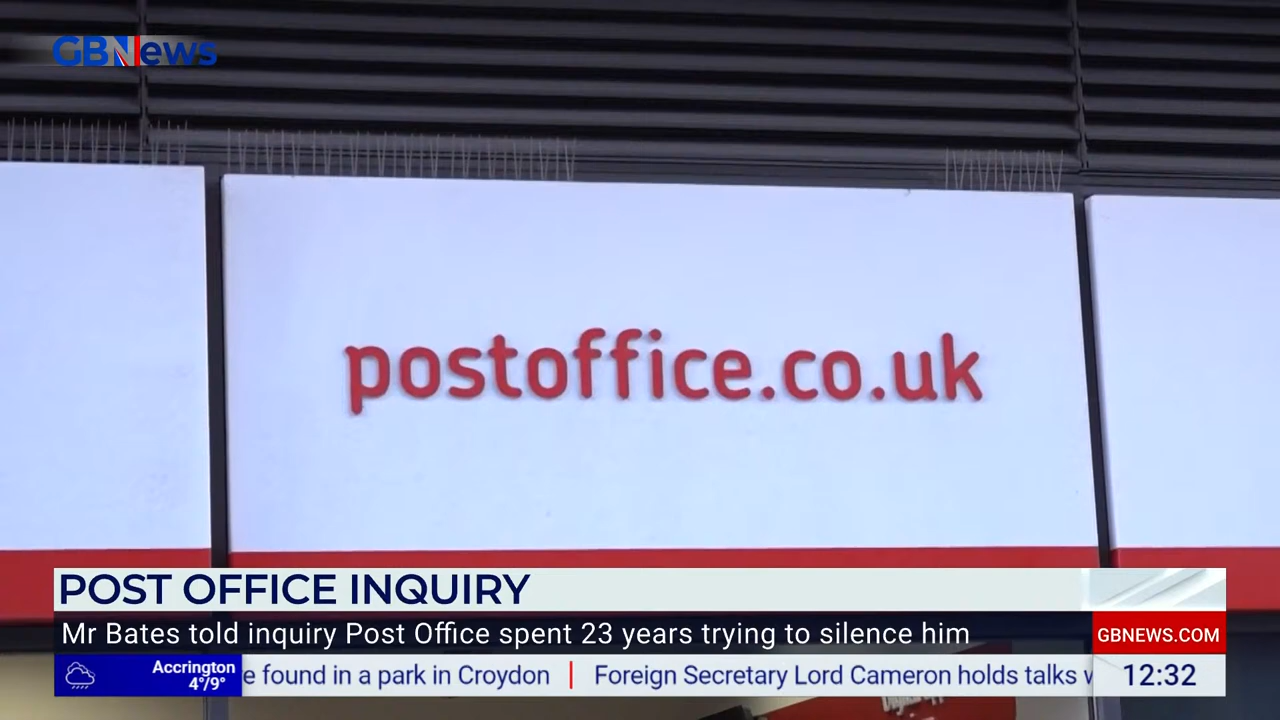 GBNews
postoffice.co.uk
POST OFFICE INQUIRY
Mr Bates told inquiry Post Office spent 23 years trying to silence him
GBNEWS.COM
Accrington
4°/9°
e found in a park in Croydon | Foreign Secretary Lord Cameron holds talks w
12:32